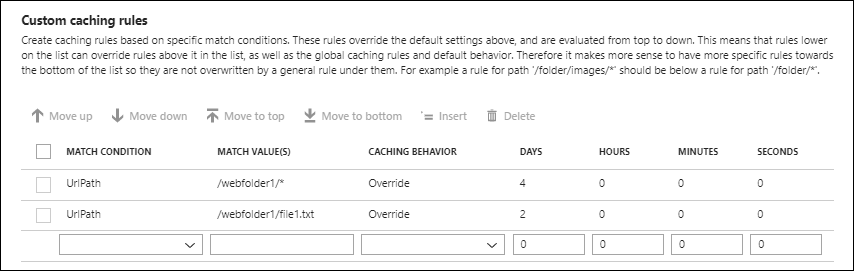 Custom caching rules
Create caching rules based on specific match conditions. These rules override the default settings above, and are evaluated from top to down. This means that rules lower
on the list can override rules above it in the list, as well as the global caching rules and default behavior. Therefore it makes more sense to have more specific rules towards
the bottom of the list so they are not overwritten by a general rule under them. For example a rule for path '/folder/images/*' should be below a rule for path '/folder/*'.
Move up Move down Move to top Move to bottom Insert Delete
MATCH CONDITION MATCH VALUE(S) CACHING BEHAVIOR DAYS HOURS MINUTES SECONDS
UrlPath /webfolder1/* Override 4 0 0 0
UrlPath /webfolder1/file1.txt Override 2 0 0 0
0 0 0 0